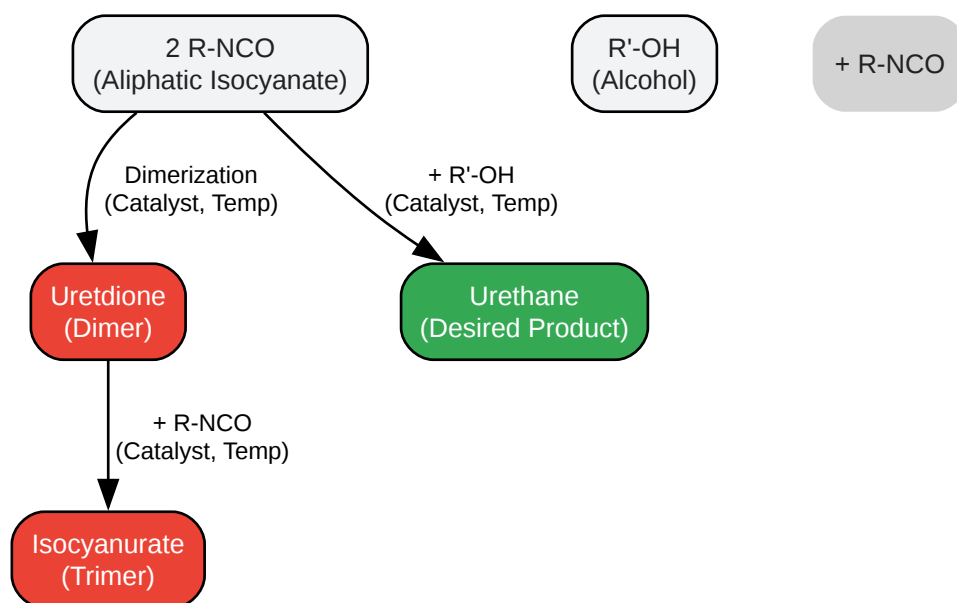 2 R-NCO
(Aliphatic Isocyanate)
R'-OH
(Alcohol)
+ R-NCO
Dimerization
(Catalyst, Temp)
+ R'-OH
(Catalyst, Temp)
Uretdione
(Dimer)
Urethane
(Desired Product)
+ R-NCO
(Catalyst, Temp)
Isocyanurate
(Trimer)